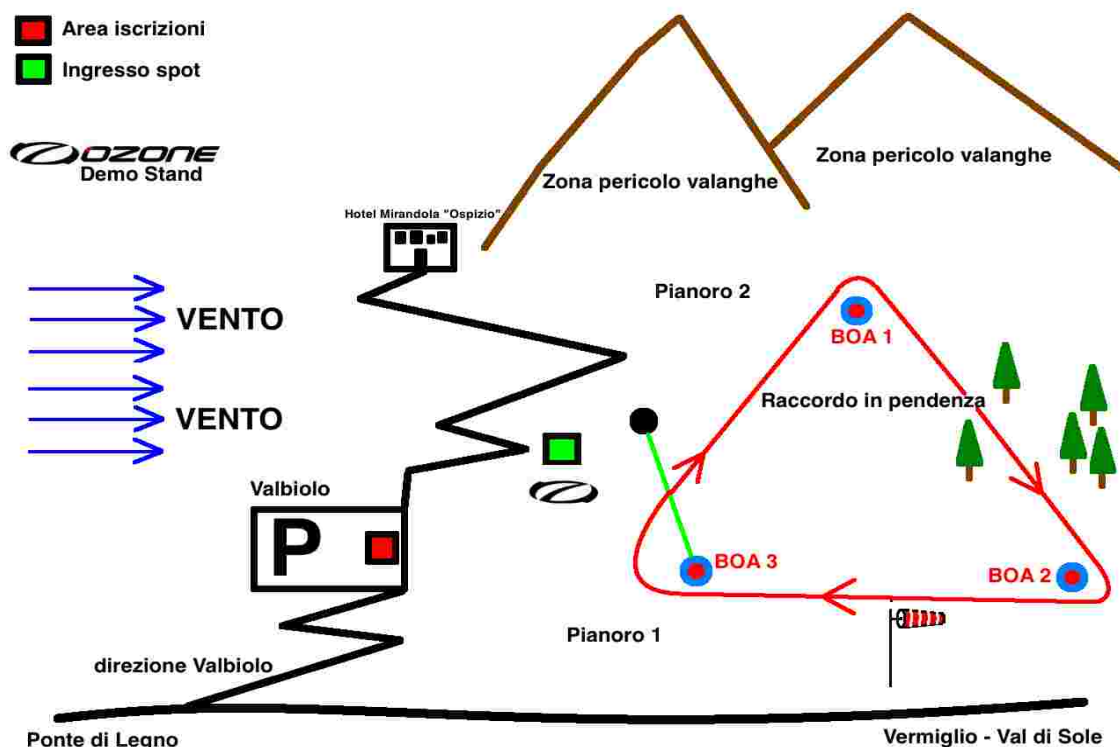 Area iscrizioni
Ingresso spot
OZONE
Demo Stand
Zona pericolo valanghe
Zona pericolo valanghe
Hotel Mirandola "Ospizio"
Pianoro 2
VENTO
BOA 1
Raccordo in pendenza
VENTO
Valbiolo
P
BOA 3
BOA 2
Pianoro 1
direzione Valbiolo
Ponte di Legno
Vermiglio - Val di Sole